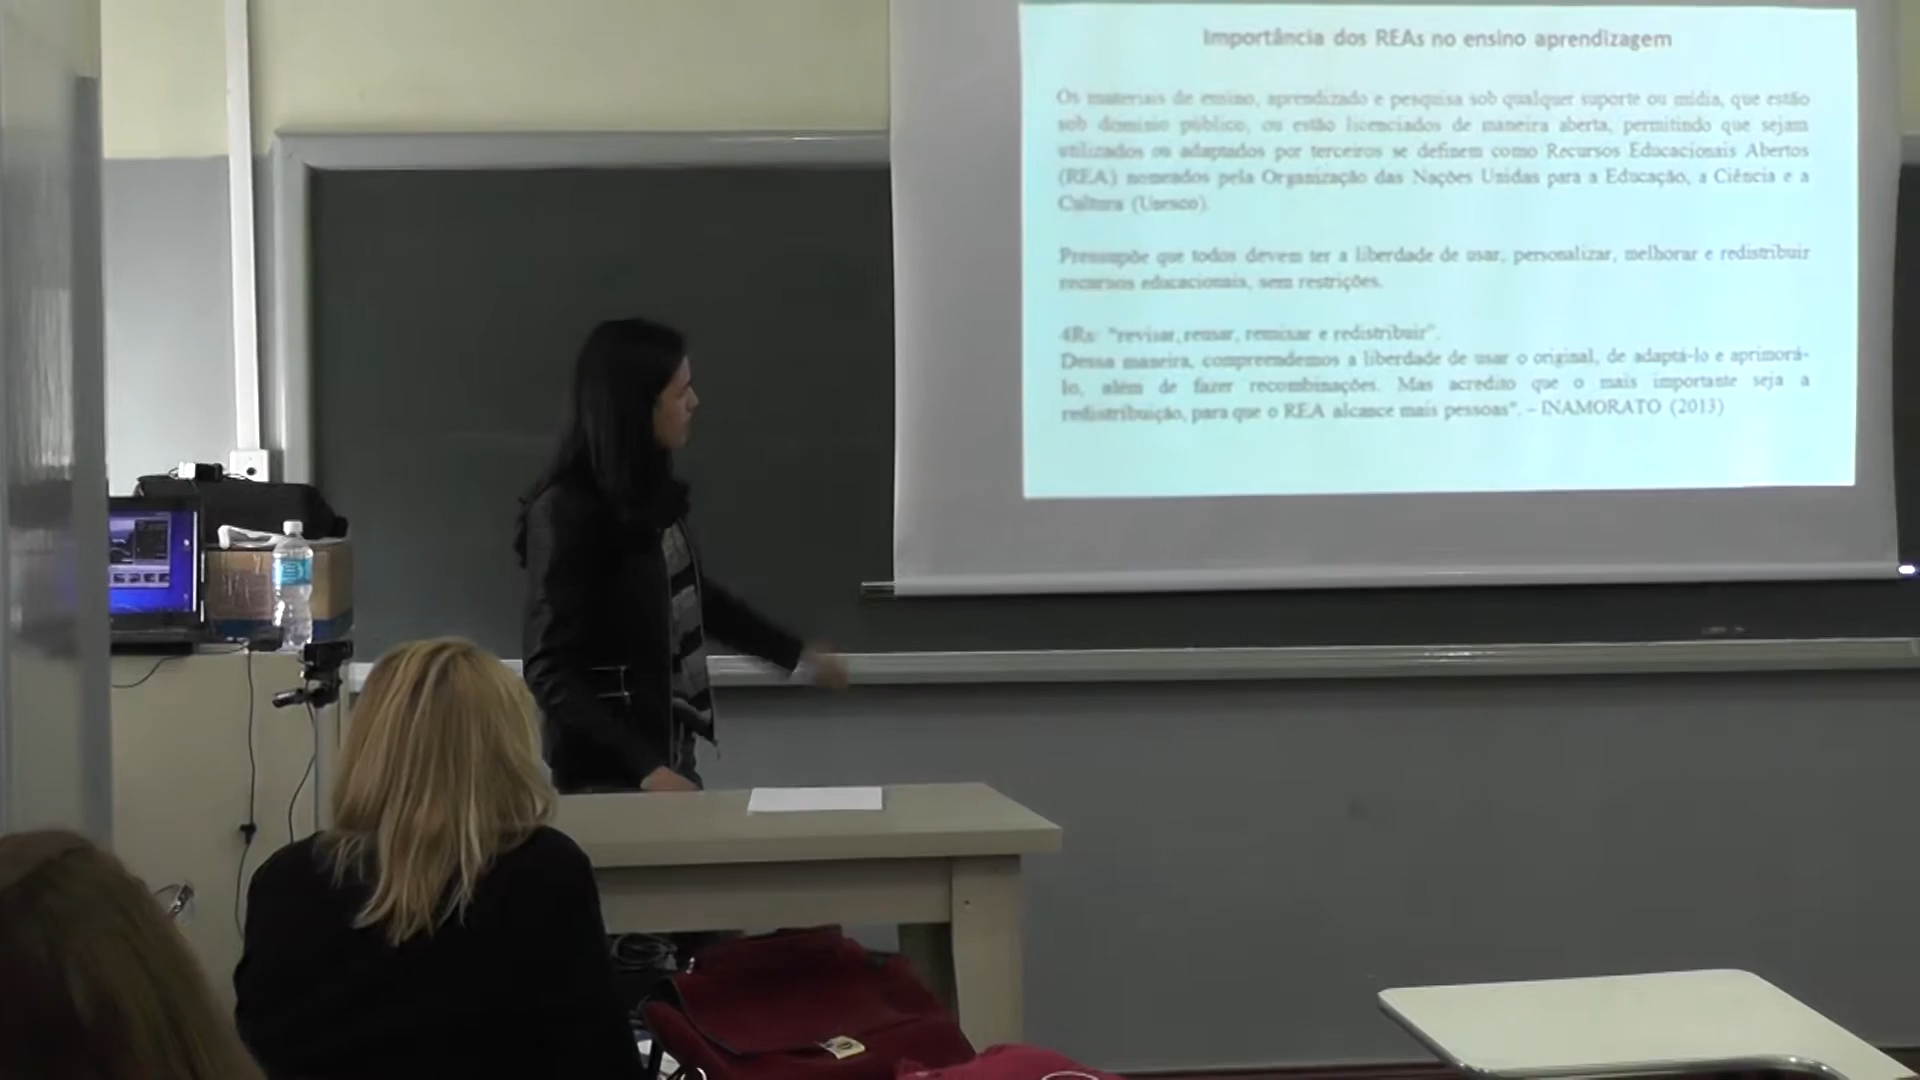 Importância dos REAs no ensino aprendizagem
Os materiais de ensino, aprendizado e pesquisa sob qualquer suporte ou mídia, que estão
sob domínio público, ou estão licenciados de maneira aberta, permitindo que sejam
utilizados ou adaptados por terceiros se definem como Recursos Educacionais Abertos
(REA) nomeados pela Organização das Nações Unidas para a Educação, a Ciência e a
Cultura (Unesco).
Pressupõe que todos devem ter a liberdade de usar, personalizar, melhorar e redistribuir
recursos educacionais, sem restrições.
4Rs: "revisar, reusar, remixar e redistribuir".
Dessa maneira, compreendemos a liberdade de usar o original, de adaptá-lo e aprimorá-
lo, além de fazer recombinações. Mas acredito que o mais importante seja a
redistribuição, para que o REA alcance mais pessoas". – INAMORATO (2013)